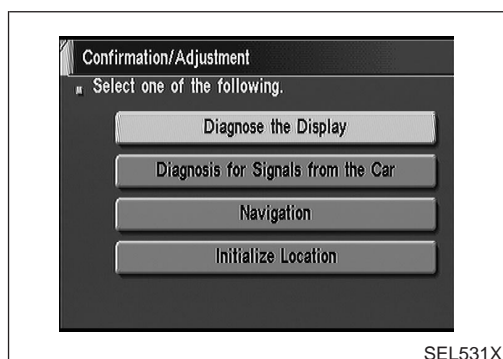 Confirmation/Adjustment
Select one of the following.
Diagnose the Display
Diagnosis for Signals from the Car
Navigation
Initialize Location
SEL531X